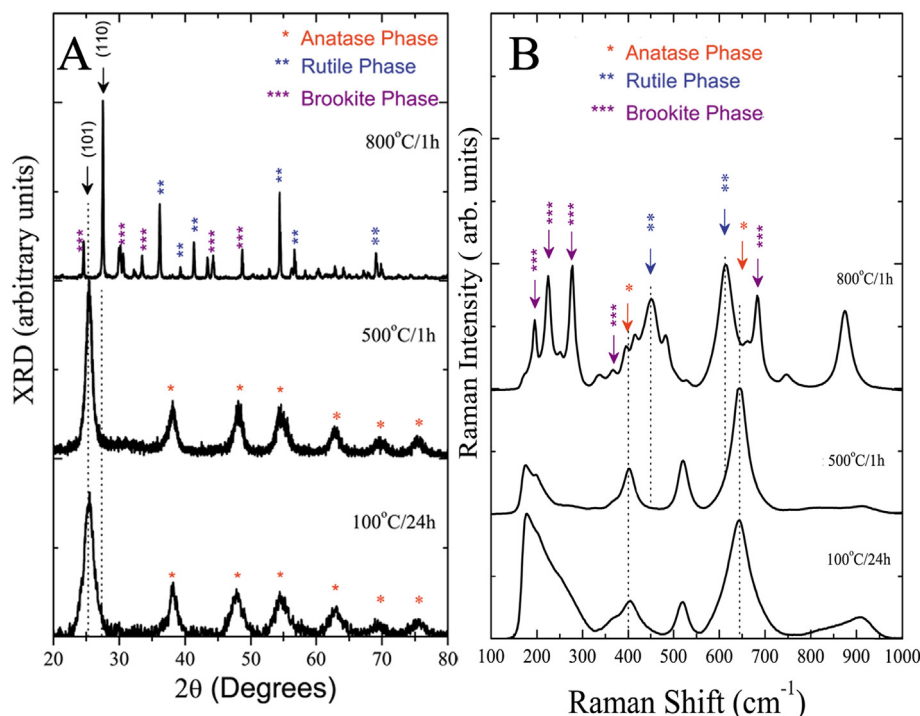 A
(110)
(101)
* Anatase Phase
** Rutile Phase
*** Brookite Phase
800°C/1h
***
***
***
**
**
**
***
***
**
**
**
500°C/1h
* * * * * *
100°C/24h
* * * * * *
XRD (arbitrary units)
20 30 40 50 60 70 80
2θ (Degrees)
B
* Anatase Phase
** Rutile Phase
*** Brookite Phase
***
***
***
***
*
**
**
*
***
800°C/1h
500°C/1h
100°C/24h
Raman Intensity ( arb. units)
100 200 300 400 500 600 700 800 900 1000
Raman Shift (cm-1)